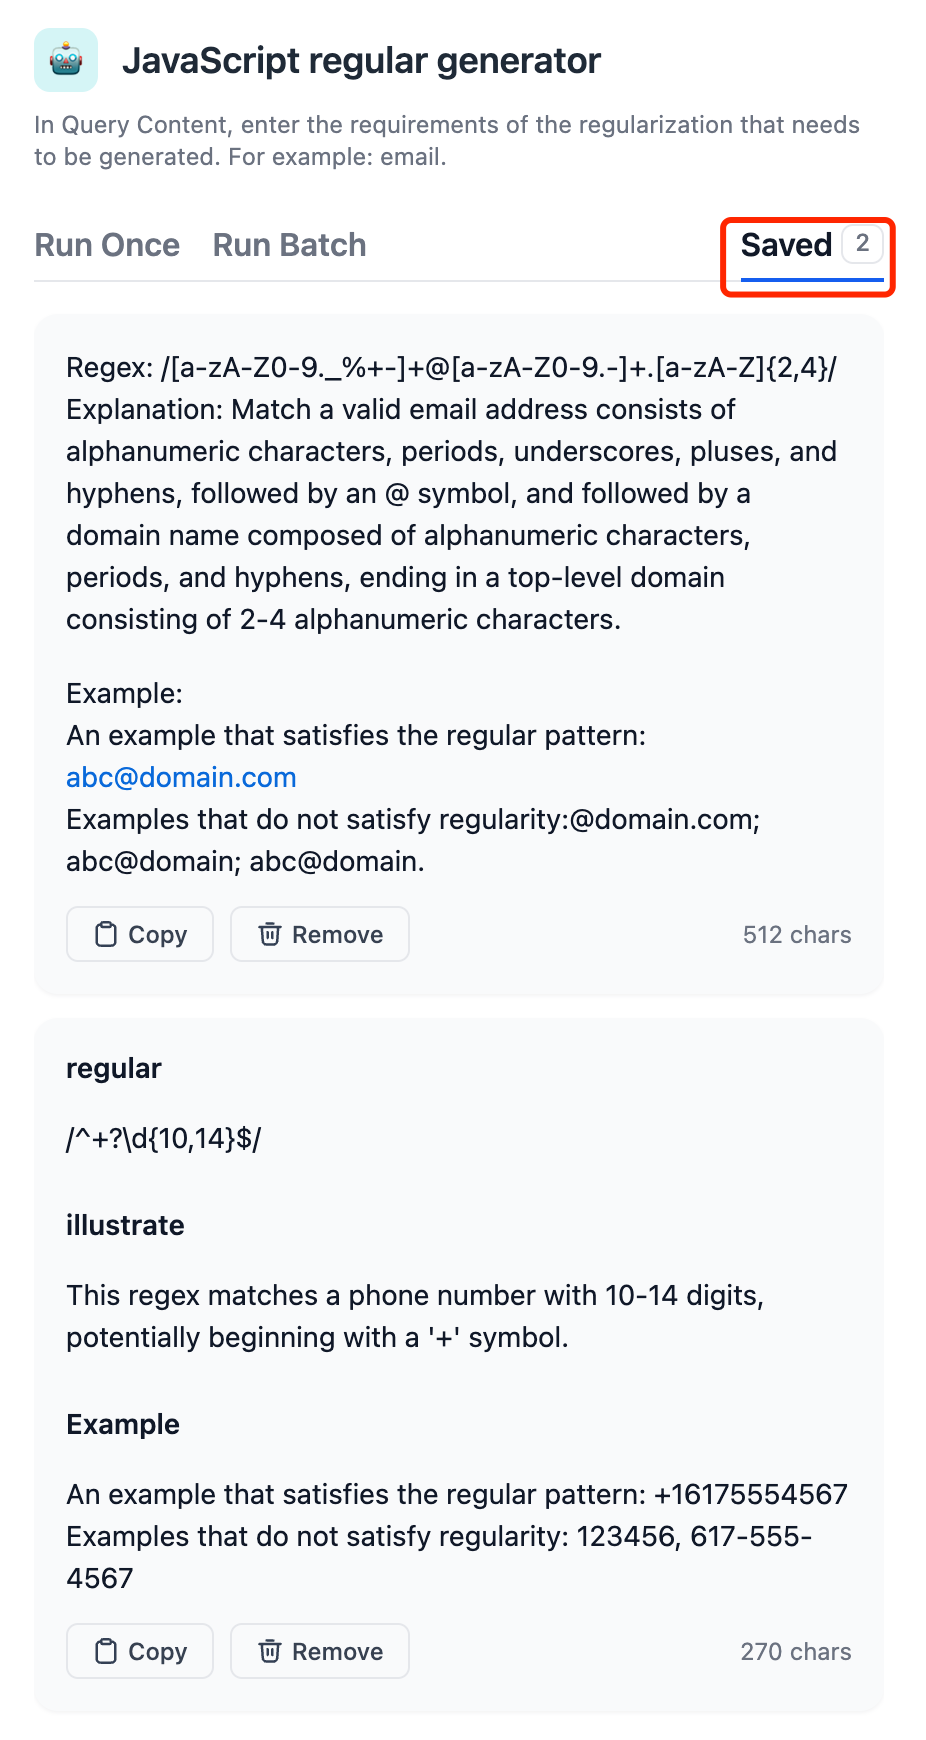 JavaScript regular generator
In Query Content, enter the requirements of the regularization that needs
to be generated. For example: email.
Run Once Run Batch Saved 2
Regex: /[a-zA-Z0-9._%+-]+@[a-zA-Z0-9.-]+.[a-zA-Z]{2,4}/
Explanation: Match a valid email address consists of
alphanumeric characters, periods, underscores, pluses, and
hyphens, followed by an @ symbol, and followed by a
domain name composed of alphanumeric characters,
periods, and hyphens, ending in a top-level domain
consisting of 2-4 alphanumeric characters.
Example:
An example that satisfies the regular pattern:
abc@domain.com
Examples that do not satisfy regularity:@domain.com;
abc@domain; abc@domain.
Copy Remove 512 chars
regular
/^+?\d{10,14}$/
illustrate
This regex matches a phone number with 10-14 digits,
potentially beginning with a '+' symbol.
Example
An example that satisfies the regular pattern: +16175554567
Examples that do not satisfy regularity: 123456, 617-555-
4567
Copy Remove 270 chars